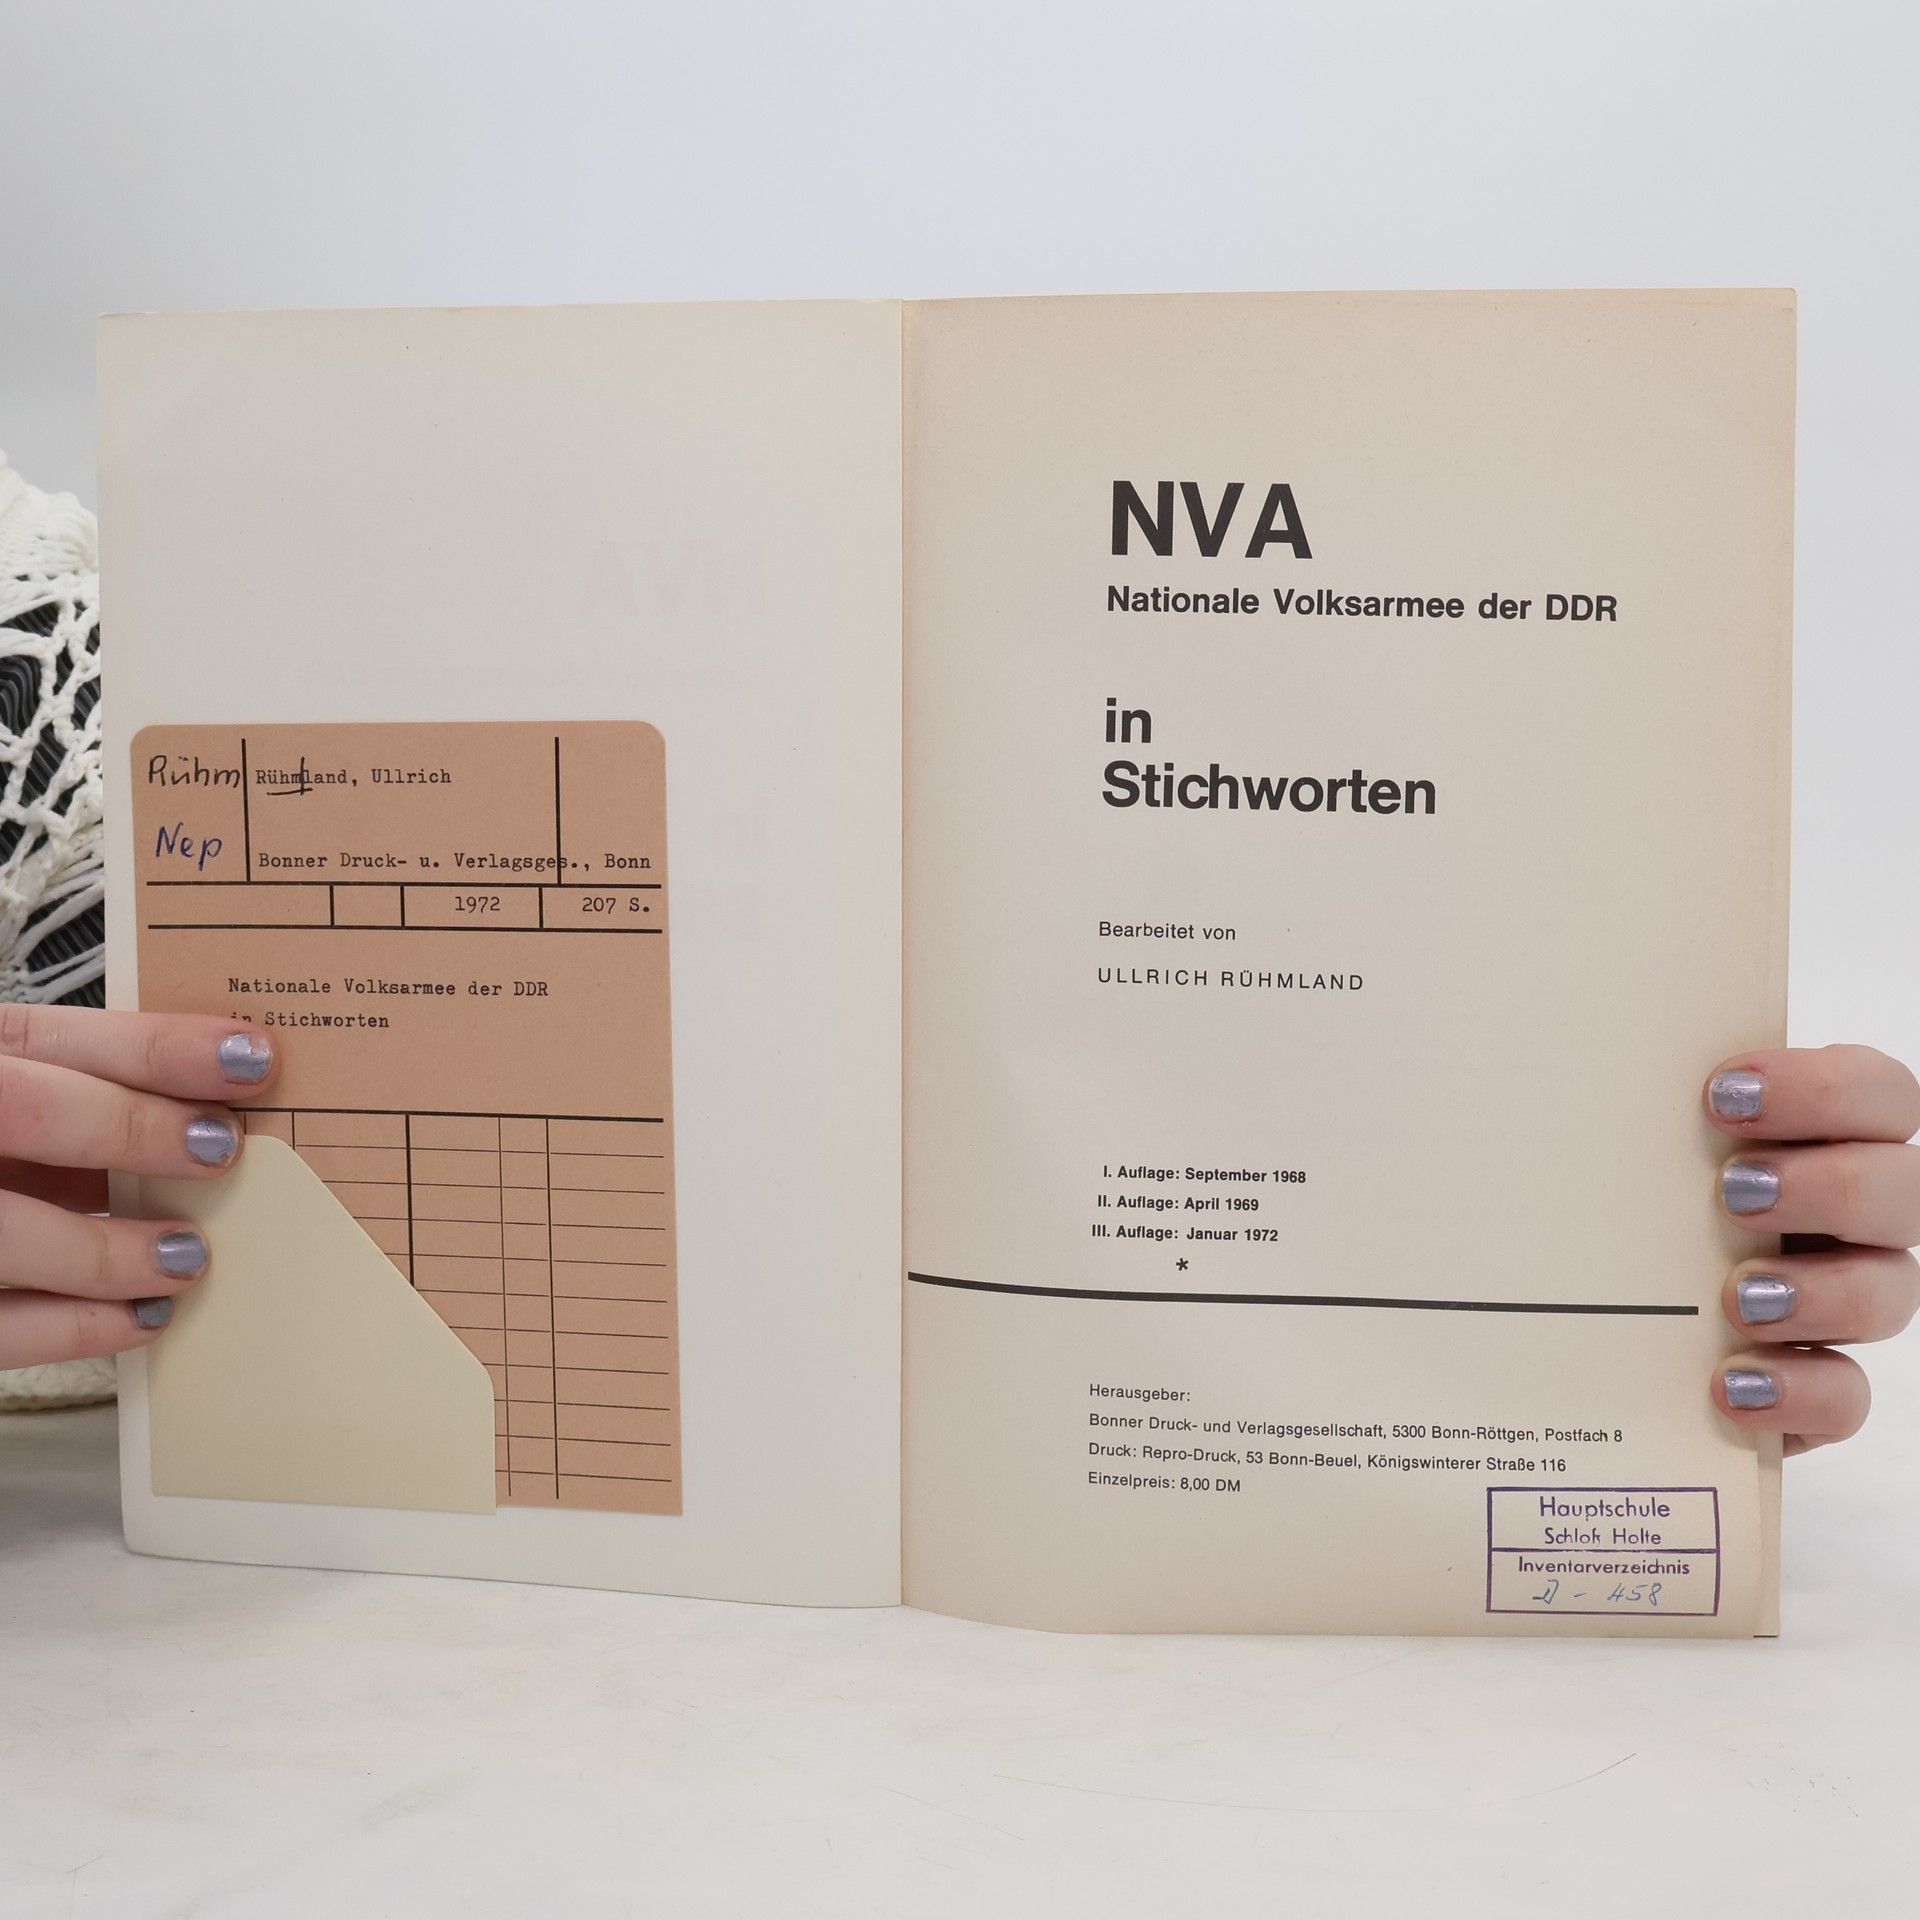 Rühm
Rühmland, Ullrich
Nep
Bonner Druck- u. Verlagsges., Bonn
1972
207 S.
Nationale Volksarmee der DDR
in Stichworten
NVA
Nationale Volksarmee der DDR
in
Stichworten
Bearbeitet von
ULLRICH RÜHMLAND
I. Auflage: September 1968
II. Auflage: April 1969
III. Auflage: Januar 1972
*
Herausgeber:
Bonner Druck- und Verlagsgesellschaft, 5300 Bonn-Röttgen, Postfach 8
Druck: Repro-Druck, 53 Bonn-Beuel, Königswinterer Straße 116
Einzelpreis: 8,00 DM
Hauptschule
Schloß Holte
Inventarverzeichnis
- 458